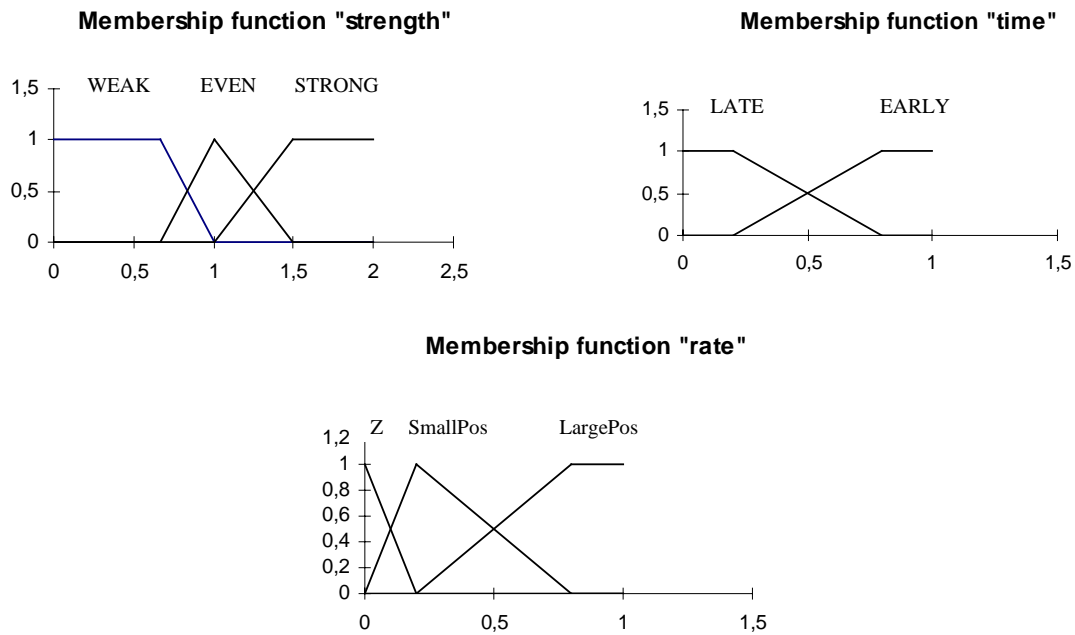 Membership function "strength"
WEAK EVEN STRONG
1,5
1
0,5
0
0 0,5 1 1,5 2 2,5
Membership function "time"
LATE EARLY
1,5
1
0,5
0
0 0,5 1 1,5
Membership function "rate"
Z SmallPos LargePos
1,2
1
0,8
0,6
0,4
0,2
0
0 0,5 1 1,5